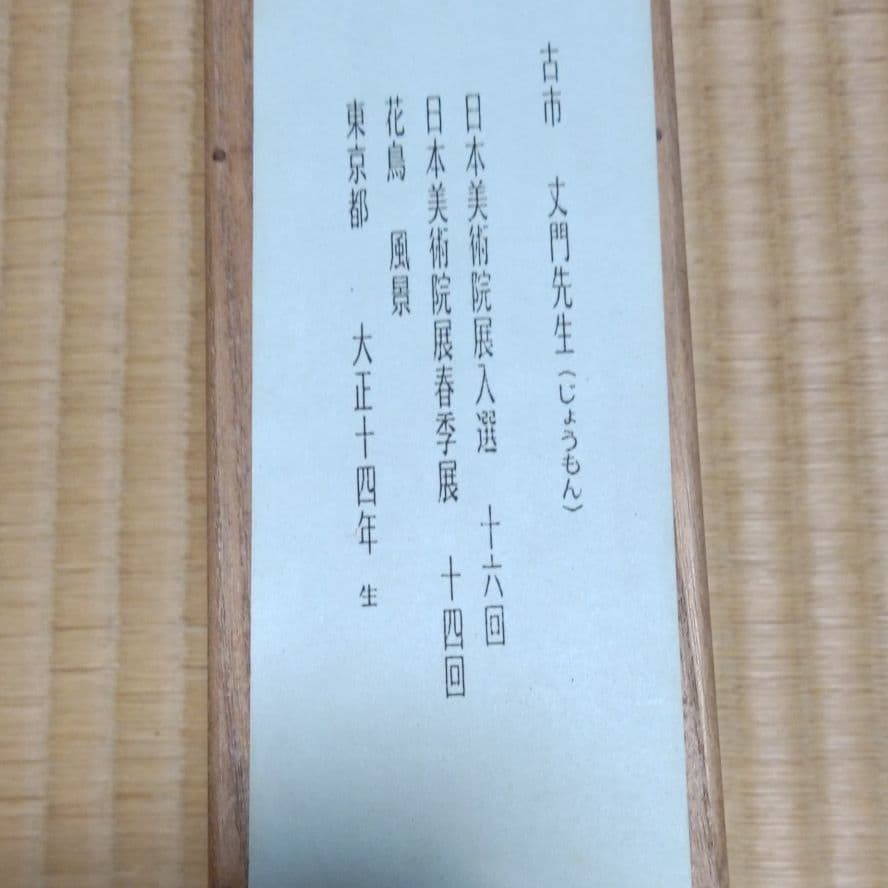 古市　丈門先生（じょうもん）
日本美術院展入選　十六回
日本美術院展春季展　十四回
花鳥　風景
東京都　大正十四年　生